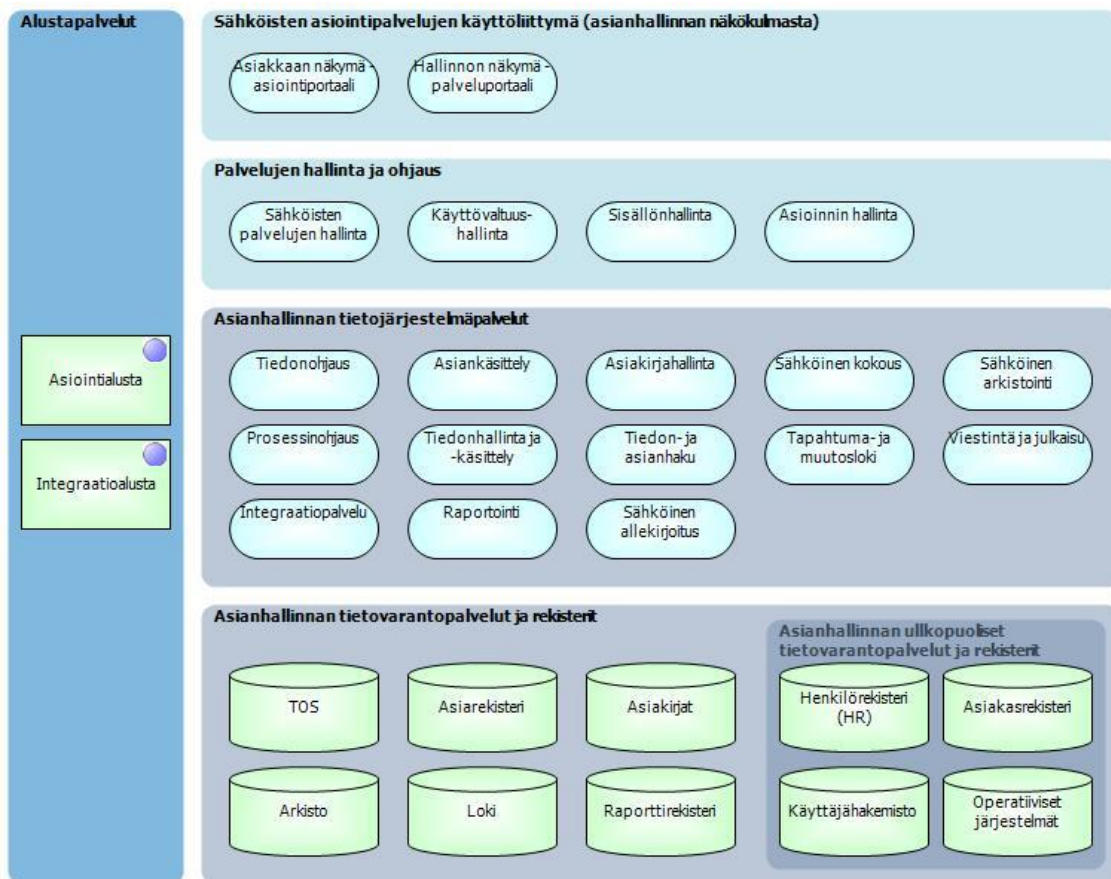 Alustapalvelut
Asiointialusta
Integraatioalusta
Sähköisten asiointipalvelujen käyttöliittymä (asianhallinnan näkökulmasta)
Asiakkaan näkymä -
asiointiportaali
Hallinnon näkymä -
palveluportaali
Palvelujen hallinta ja ohjaus
Sähköisten
palvelujen hallinta
Käyttövaltuus-
hallinta
Sisällönhallinta
Asioinnin hallinta
Asianhallinnan tietojärjestelmäpalvelut
Tiedonohjaus
Asiankäsittely
Asiakirjahallinta
Sähköinen kokous
Sähköinen
arkistointi
Prosessinohjaus
Tiedonhallinta ja
-käsittely
Tiedon- ja
asianhaku
Tapahtuma- ja
muutosloki
Viestintä ja julkaisu
Integraatiopalvelu
Raportointi
Sähköinen
allekirjoitus
Asianhallinnan tietovarantopalvelut ja rekisterit
TOS
Asiarekisteri
Asiakirjat
Arkisto
Loki
Raporttirekisteri
Asianhallinnan ullkopuoliset
tietovarantopalvelut ja rekisterit
Henkilörekisteri
(HR)
Asiakasrekisteri
Käyttäjähakemisto
Operatiiviset
järjestelmät